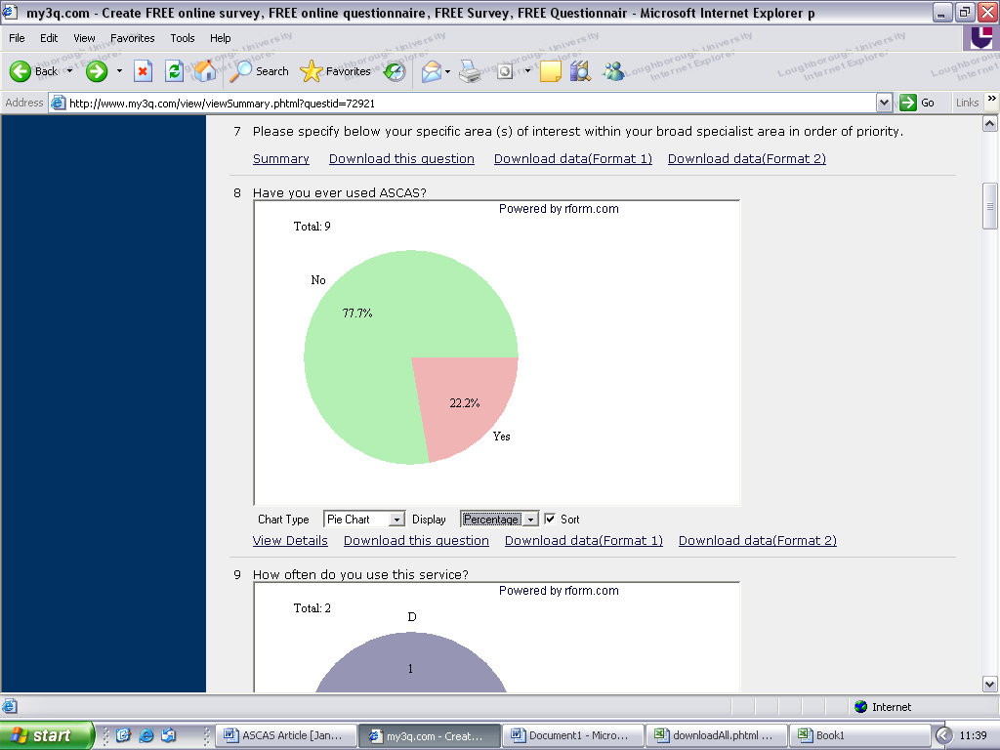 my3q.com - Create FREE online survey, FREE online questionnaire, FREE Survey, FREE Questionnair - Microsoft Internet Explorer p
File Edit View Favorites Tools Help
Loughborough University
Internet Explorer
Back Search Favorites
Address http://www.my3q.com/view/viewSummary.phtml?questid=72921 Go Links »
7 Please specify below your specific area (s) of interest within your broad specialist area in order of priority.
Summary Download this question Download data(Format 1) Download data(Format 2)
8 Have you ever used ASCAS?
Powered by rform.com
Total: 9
No
77.7%
22.2%
Yes
Chart Type Pie Chart Display Percentage Sort
View Details Download this question Download data(Format 1) Download data(Format 2)
9 How often do you use this service?
Powered by rform.com
Total: 2
D
1
Internet
start ASCAS Article [Jan... my3q.com - Creat... Document1 - Micro... downloadAll.phtml ... Book1 11:39